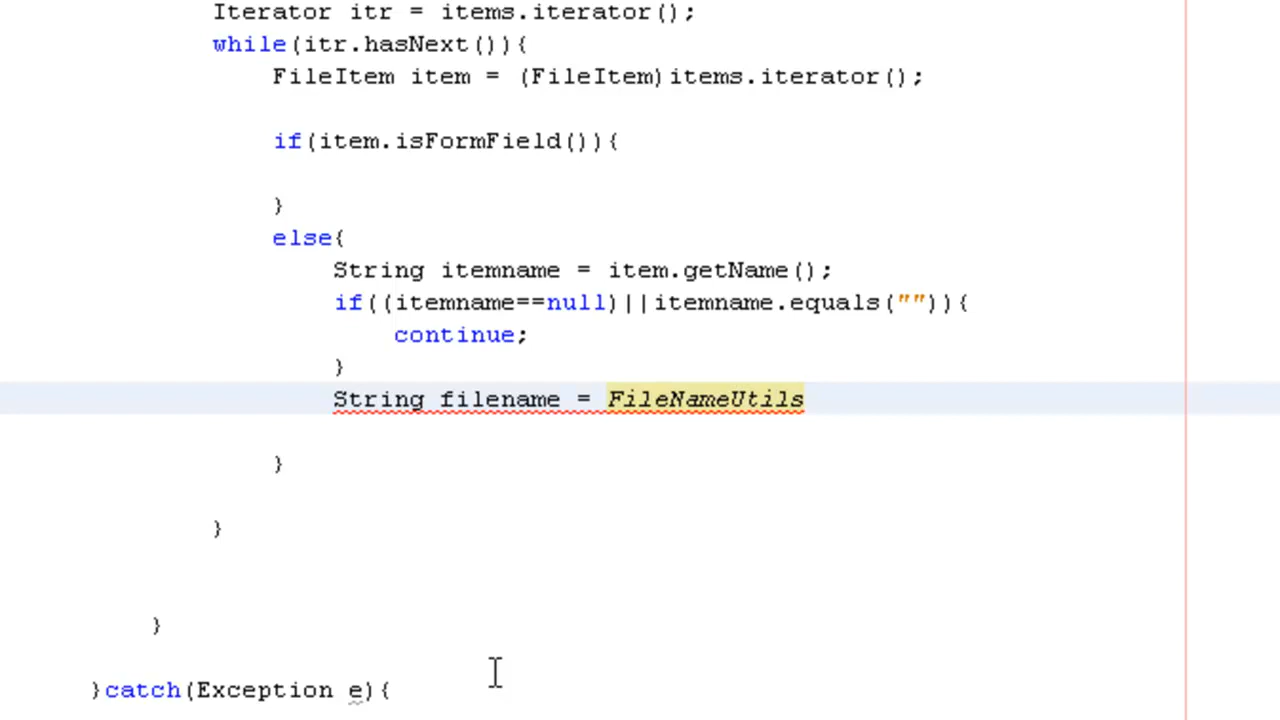 Iterator itr = items.iterator();
while(itr.hasNext()){
FileItem item = (FileItem)items.iterator();
if(item.isFormField()){
}
else{
String itemname = item.getName();
if((itemname==null)||itemname.equals("")){
continue;
}
String filename = FileNameUtils
}
}
}
}catch(Exception e){